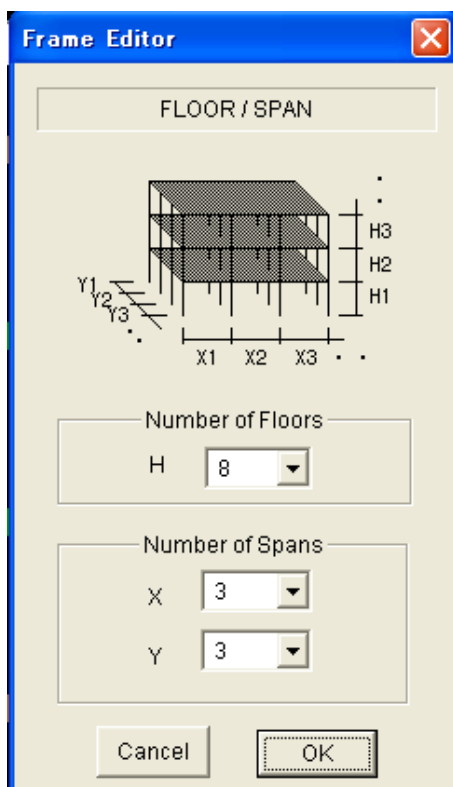 Frame Editor
FLOOR / SPAN
H3
H2
H1
Y1
Y2
Y3
X1 X2 X3
Number of Floors
H 8
Number of Spans
X 3
Y 3
Cancel OK